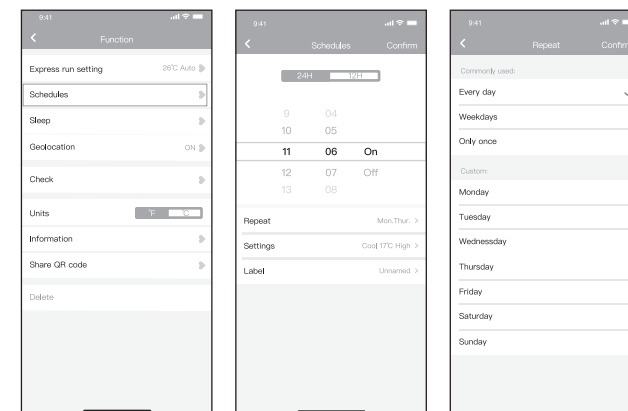 9:41
Function
Express run setting 26°C Auto
Schedules
Sleep
Geolocation ON
Check
Units °F °C
Information
Share QR code
Delete
9:41
Schedules Confirm
24H 12H
9 04
10 05
11 06 On
12 07 Off
13 08
Repeat Mon.Thur. >
Settings Cool 17°C High >
Label Unnamed >
9:41
Repeat Confirm
Commonly used:
Every day
Weekdays
Only once
Custom:
Monday
Tuesday
Wednessday
Thursday
Friday
Saturday
Sunday